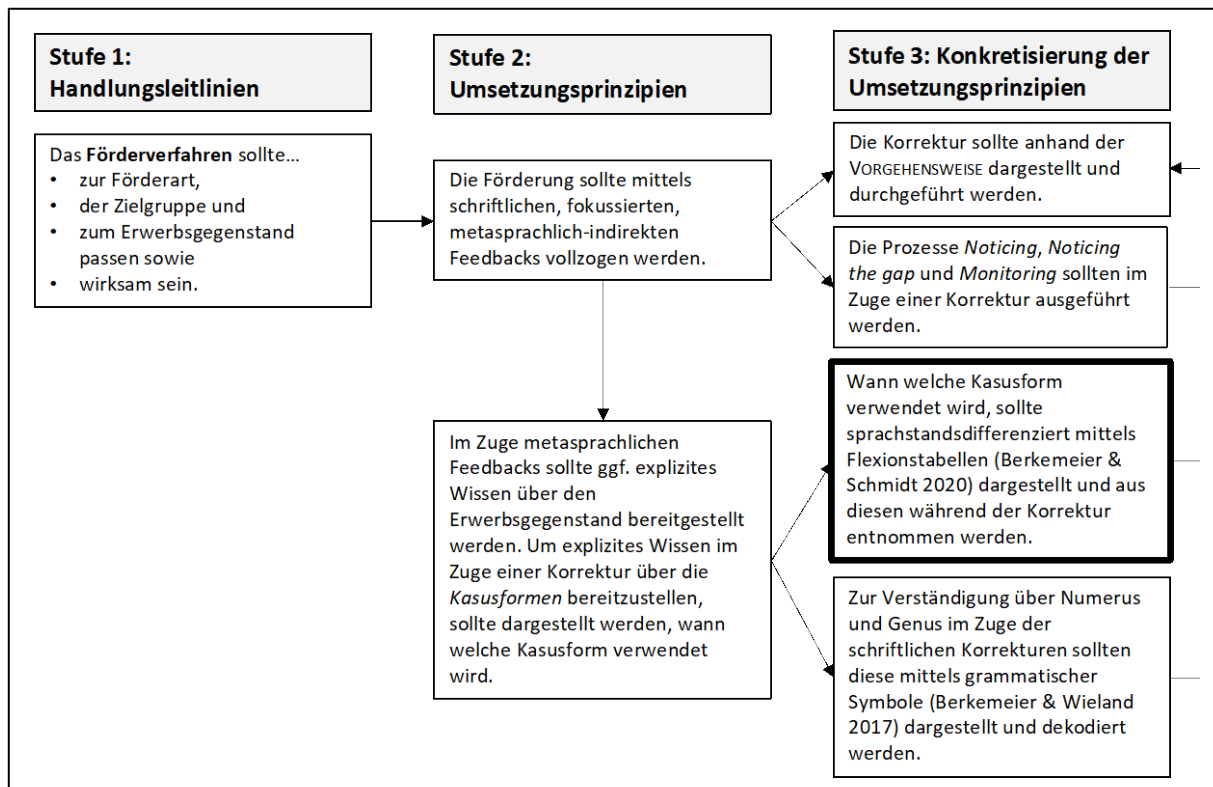 Stufe 1:
Handlungsleitlinien
Das Förderverfahren sollte…
• zur Förderart,
• der Zielgruppe und
• zum Erwerbsgegenstand
passen sowie
• wirksam sein.
Stufe 2:
Umsetzungsprinzipien
Die Förderung sollte mittels
schriftlichen, fokussierten,
metasprachlich-indirekten
Feedbacks vollzogen werden.
Im Zuge metasprachlichen
Feedbacks sollte ggf. explizites
Wissen über den
Erwerbsgegenstand bereitgestellt
werden. Um explizites Wissen im
Zuge einer Korrektur über die
Kasusformen bereitzustellen,
sollte dargestellt werden, wann
welche Kasusform verwendet
wird.
Stufe 3: Konkretisierung der
Umsetzungsprinzipien
Die Korrektur sollte anhand der
VORGEHENSWEISE dargestellt und
durchgeführt werden.
Die Prozesse Noticing, Noticing
the gap und Monitoring sollten im
Zuge einer Korrektur ausgeführt
werden.
Wann welche Kasusform
verwendet wird, sollte
sprachstandsdifferenziert mittels
Flexionstabellen (Berkemeier &
Schmidt 2020) dargestellt und aus
diesen während der Korrektur
entnommen werden.
Zur Verständigung über Numerus
und Genus im Zuge der
schriftlichen Korrekturen sollten
diese mittels grammatischer
Symbole (Berkemeier & Wieland
2017) dargestellt und dekodiert
werden.